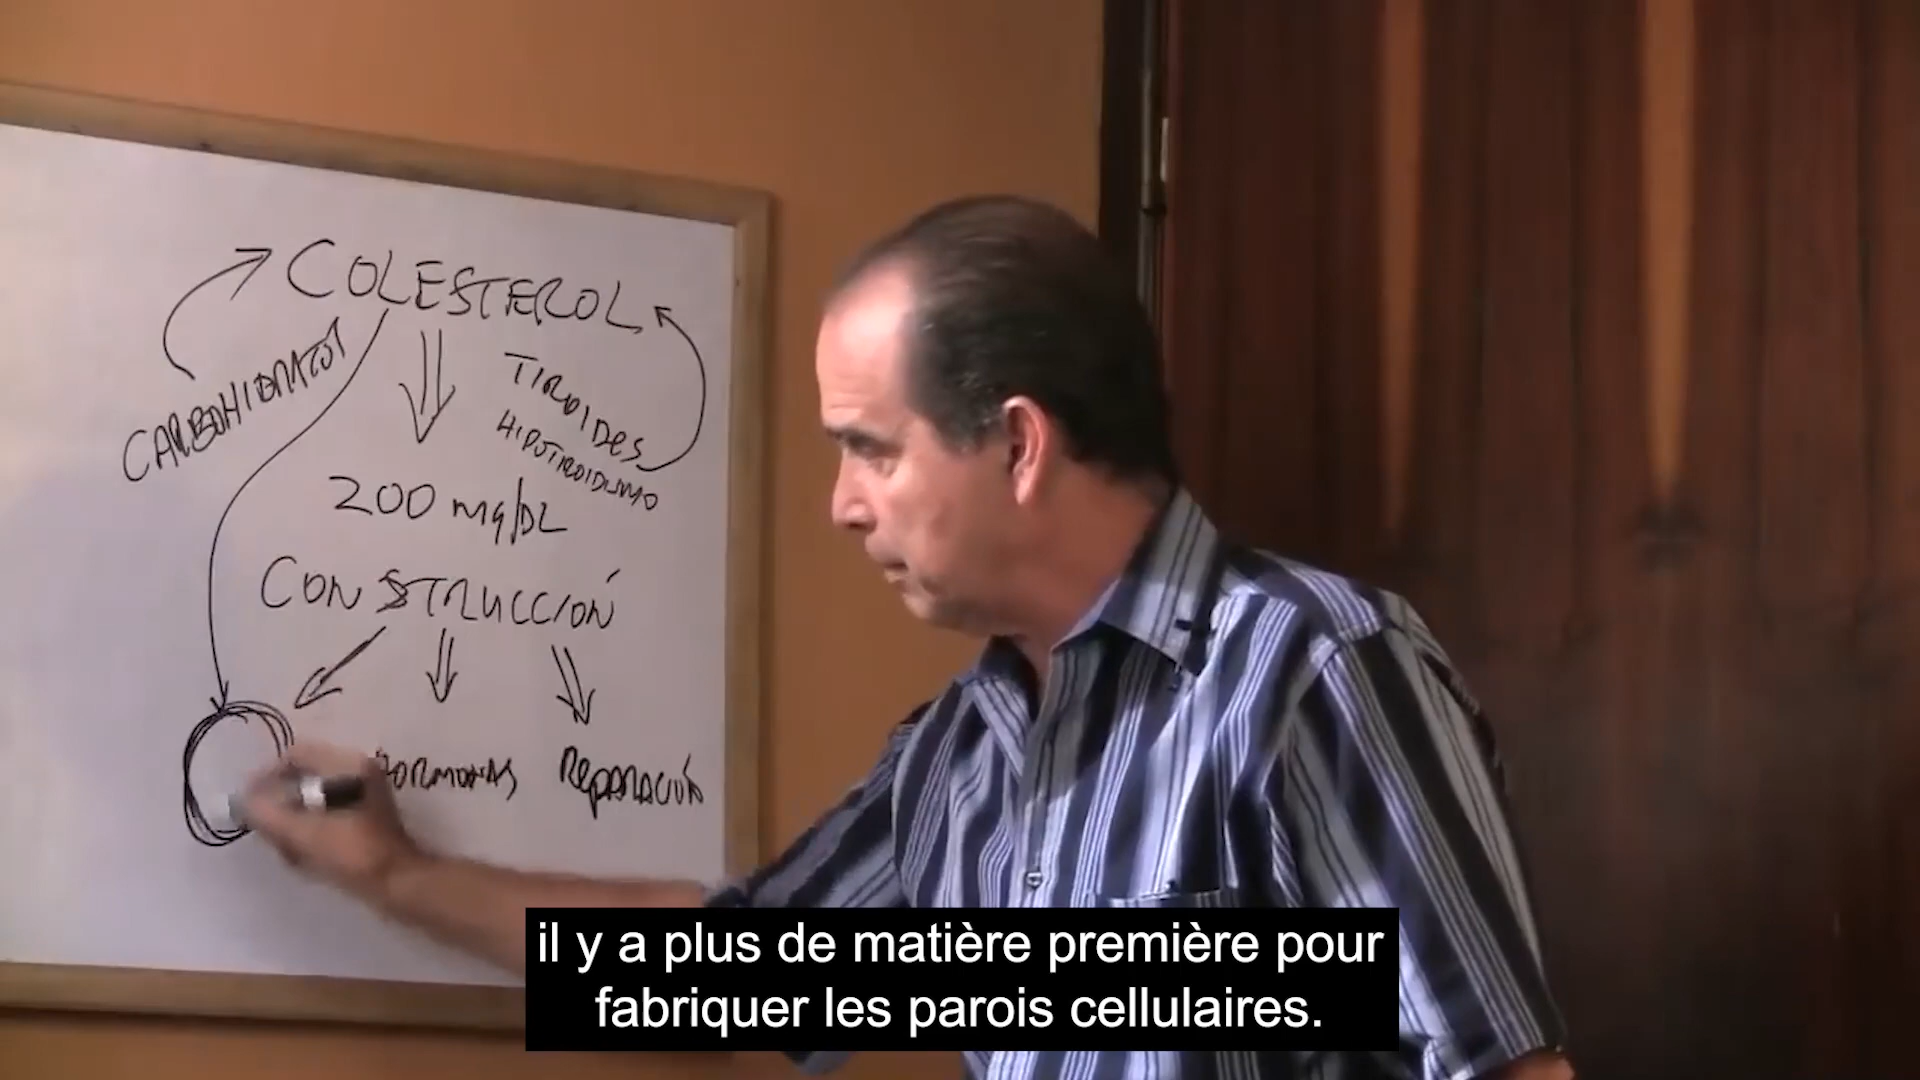 COLESTEROL
CARBOHIDRATOS
TIROIDES
HIPOTIROIDISMO
200 mg/DL
CONSTRUCCIÓN
HORMONAS
REPARACIÓN
il y a plus de matière première pour
fabriquer les parois cellulaires.